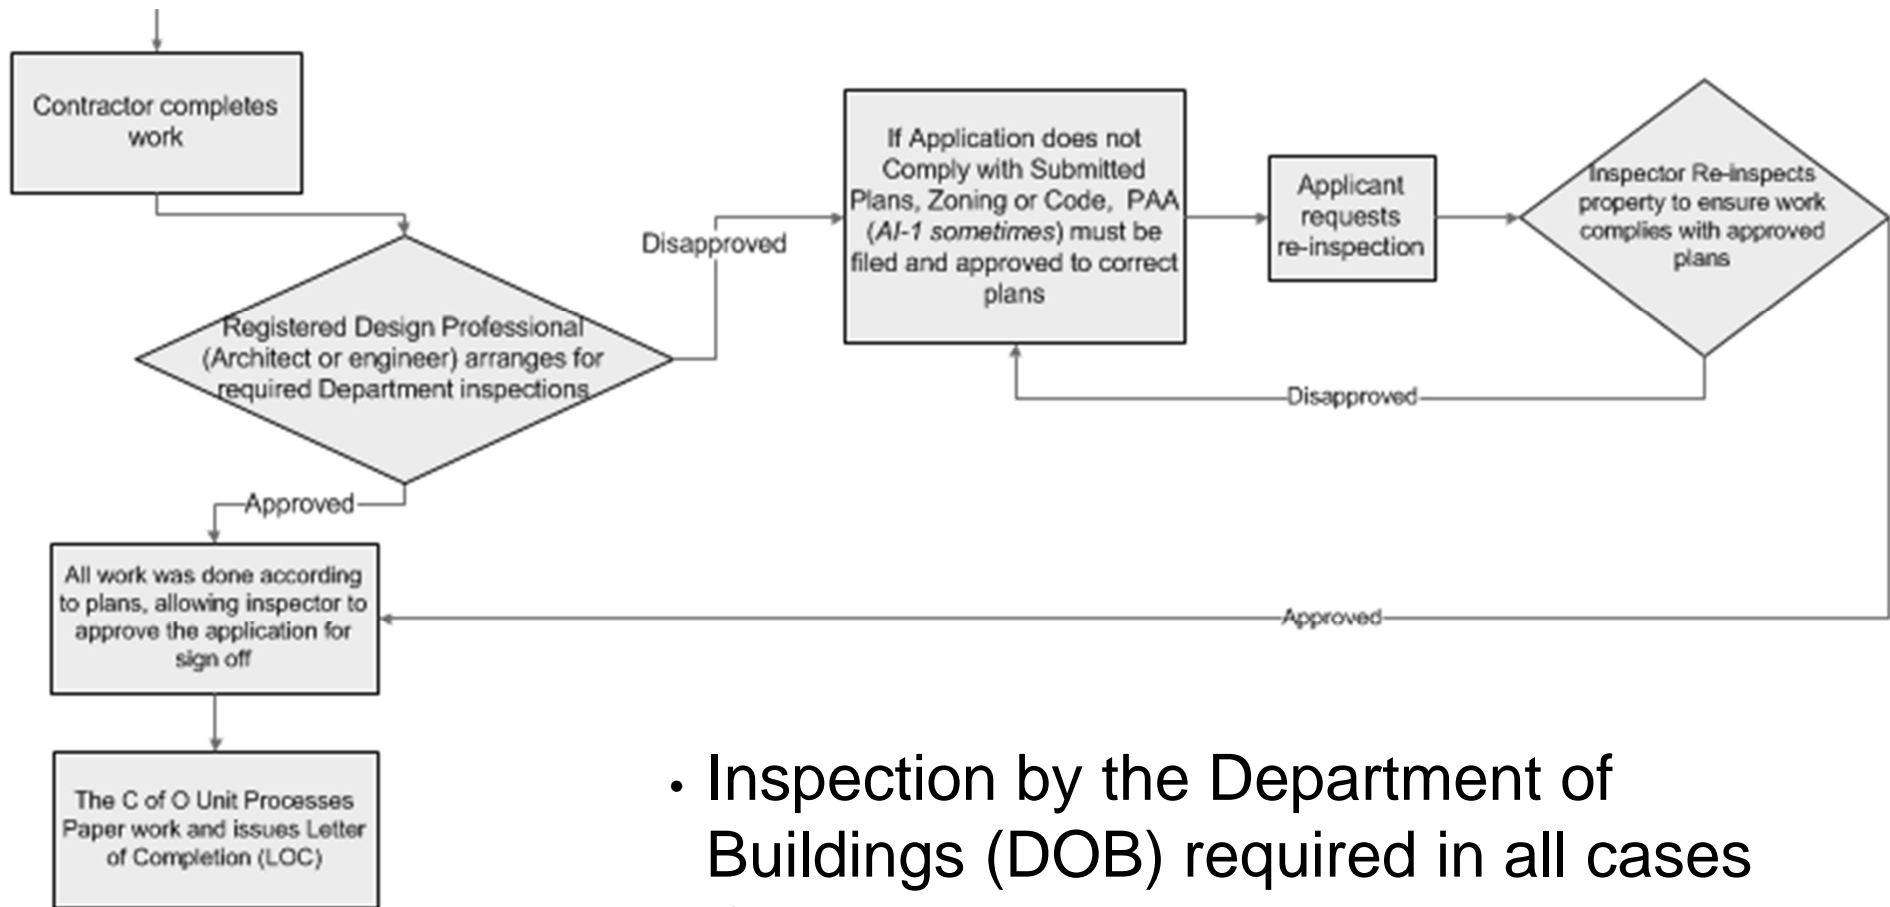 Contractor completes
work
Registered Design Professional
(Architect or engineer) arranges for
required Department inspections
Disapproved
If Application does not
Comply with Submitted
Plans, Zoning or Code, PAA
(AI-1 sometimes) must be
filed and approved to correct
plans
Applicant
requests
re-inspection
Inspector Re-inspects
property to ensure work
complies with approved
plans
Disapproved
Approved
Approved
All work was done according
to plans, allowing inspector to
approve the application for
sign off
The C of O Unit Processes
Paper work and issues Letter
of Completion (LOC)
• Inspection by the Department of
Buildings (DOB) required in all cases